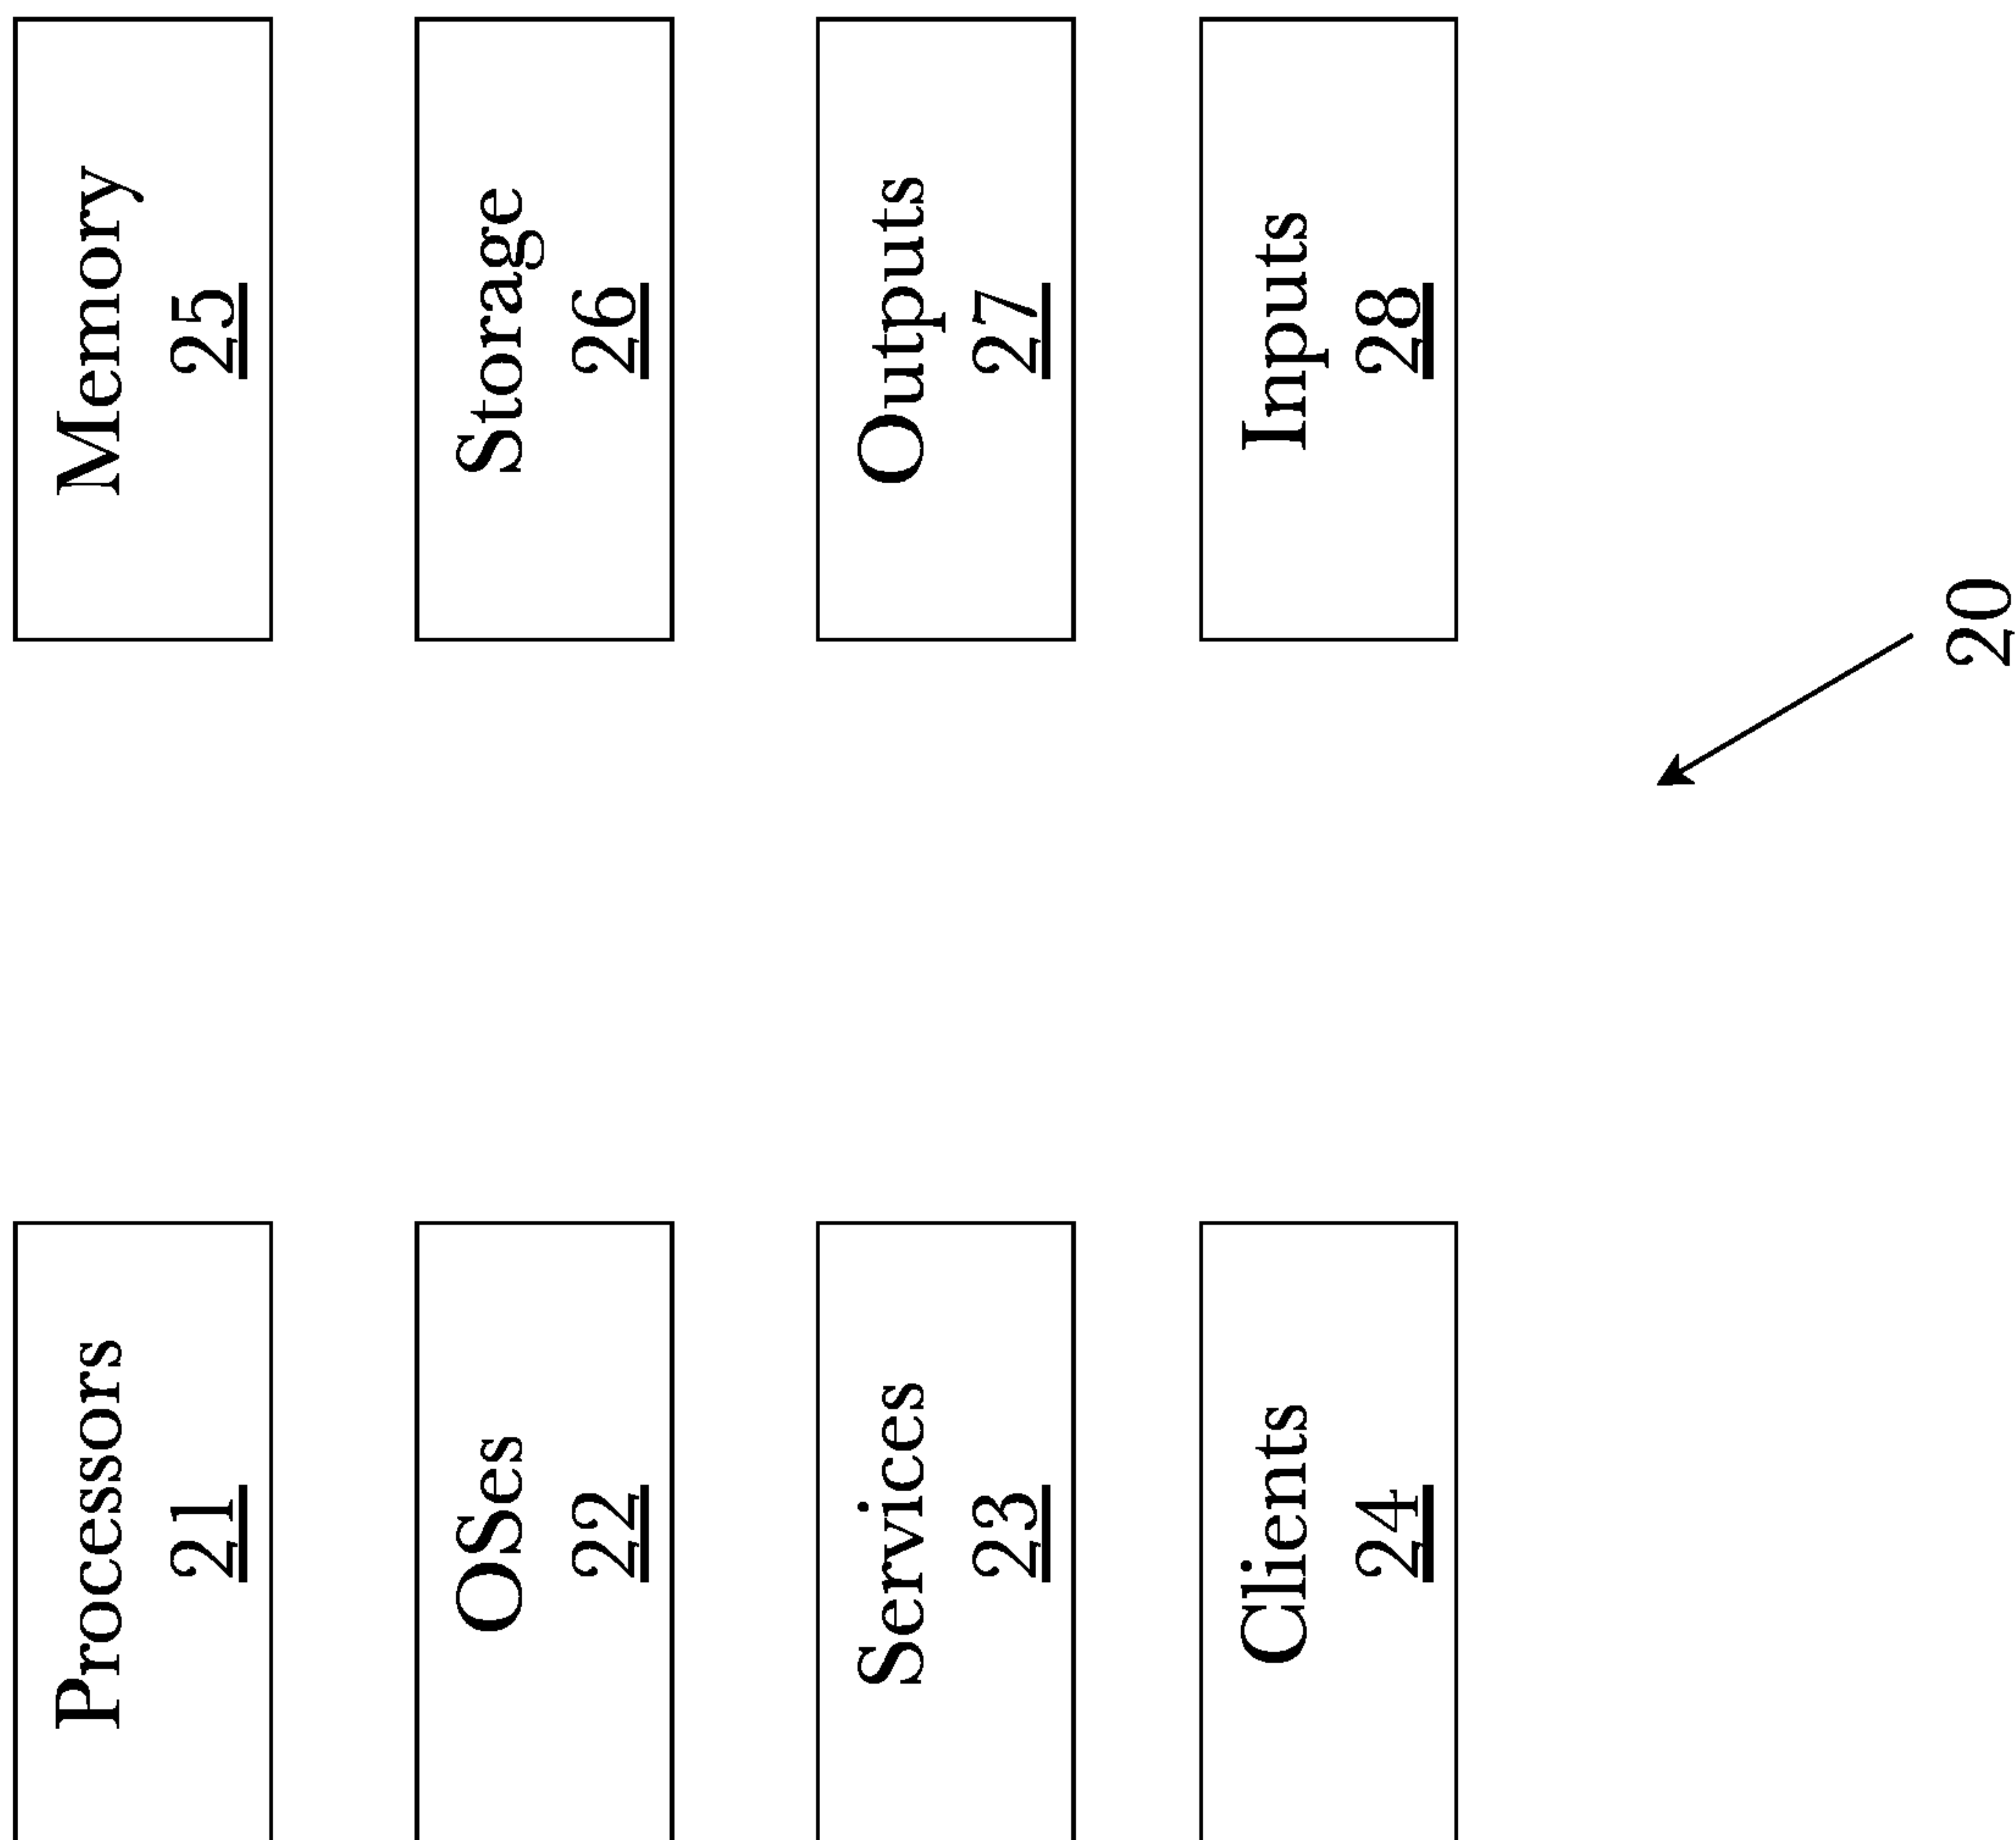 Processors
21
Memory
25
OSes
22
Storage
26
Services
23
Outputs
27
Clients
24
Inputs
28
20